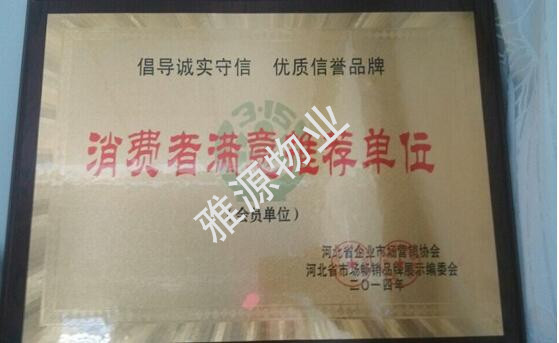 倡导诚实守信 优质信誉品牌
3·15
消费者满意推荐单位
(会员单位)
雅源物业
河北省企业市场营销协会
河北省市场畅销品牌展示编委会
二〇一四年